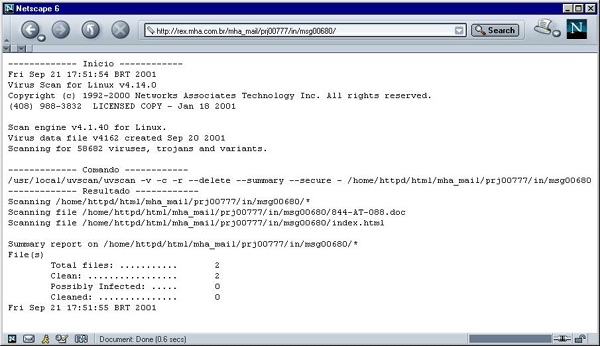 Netscape 6
http://rex.mha.com.br/mha_mail/prj00777/in/msg00680/
Search
N
------------- Inicio ------------
Fri Sep 21 17:51:54 BRT 2001
Virus Scan for Linux v4.14.0
Copyright (c) 1992-2000 Networks Associates Technology Inc. All rights reserved.
(408) 988-3832  LICENSED COPY - Jan 18 2001
Scan engine v4.1.40 for Linux.
Virus data file v4162 created Sep 20 2001
Scanning for 58682 viruses, trojans and variants.
------------- Comando ------------
/usr/local/uvscan/uvscan -v -c -r --delete --summary --secure - /home/httpd/html/mha_mail/prj00777/in/msg00680
------------- Resultado ------------
Scanning /home/httpd/html/mha_mail/prj00777/in/msg00680/*
Scanning file /home/httpd/html/mha_mail/prj00777/in/msg00680/844-AT-088.doc
Scanning file /home/httpd/html/mha_mail/prj00777/in/msg00680/index.html
Summary report on /home/httpd/html/mha_mail/prj00777/in/msg00680/*
File(s)
Total files: ........... 2
Clean: ................. 2
Possibly Infected: ..... 0
Cleaned: ............... 0
Fri Sep 21 17:51:55 BRT 2001
Document: Done (0.6 secs)